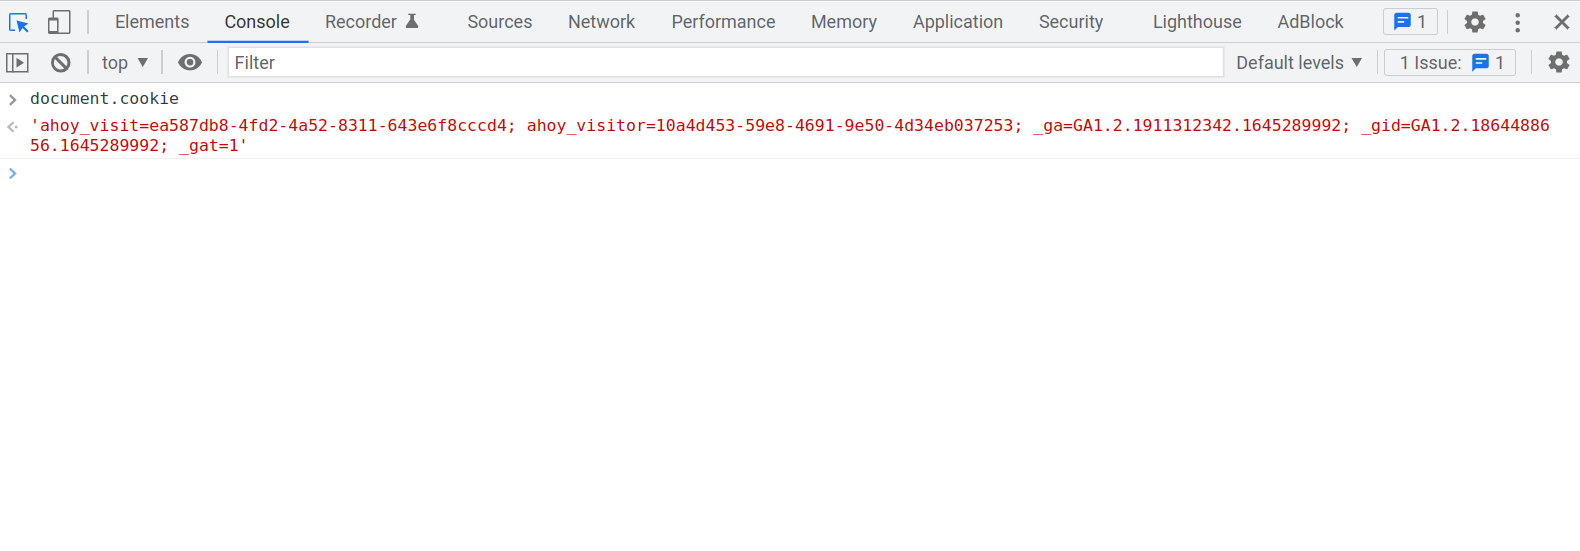 Elements Console Recorder Sources Network Performance Memory Application Security Lighthouse AdBlock 1
top Filter Default levels 1 Issue: 1
document.cookie
'ahoy_visit=ea587db8-4fd2-4a52-8311-643e6f8cccd4; ahoy_visitor=10a4d453-59e8-4691-9e50-4d34eb037253; _ga=GA1.2.1911312342.1645289992; _gid=GA1.2.18644886
56.1645289992; _gat=1'